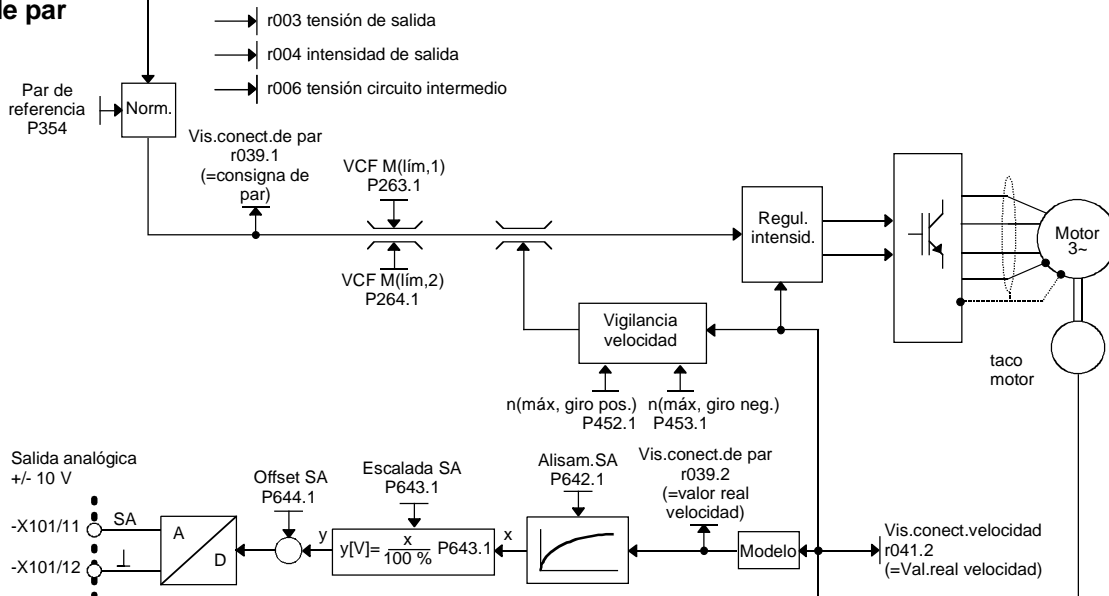 de par
r003 tensión de salida
r004 intensidad de salida
r006 tensión circuito intermedio
Par de
referencia
P354
Norm.
Vis.conect.de par
r039.1
(=consigna de
par)
VCF M(lím,1)
P263.1
VCF M(lím,2)
P264.1
Regul.
intensid.
Motor
3~
Vigilancia
velocidad
taco
motor
n(máx, giro pos.)
P452.1
n(máx, giro neg.)
P453.1
Salida analógica
+/- 10 V
-X101/11
SA
-X101/12
A
D
Offset SA
P644.1
Escalada SA
P643.1
y
y[V]= x/100 % P643.1
x
Alisam.SA
P642.1
Vis.conect.de par
r039.2
(=valor real
velocidad)
Modelo
Vis.conect.velocidad
r041.2
(=Val.real velocidad)